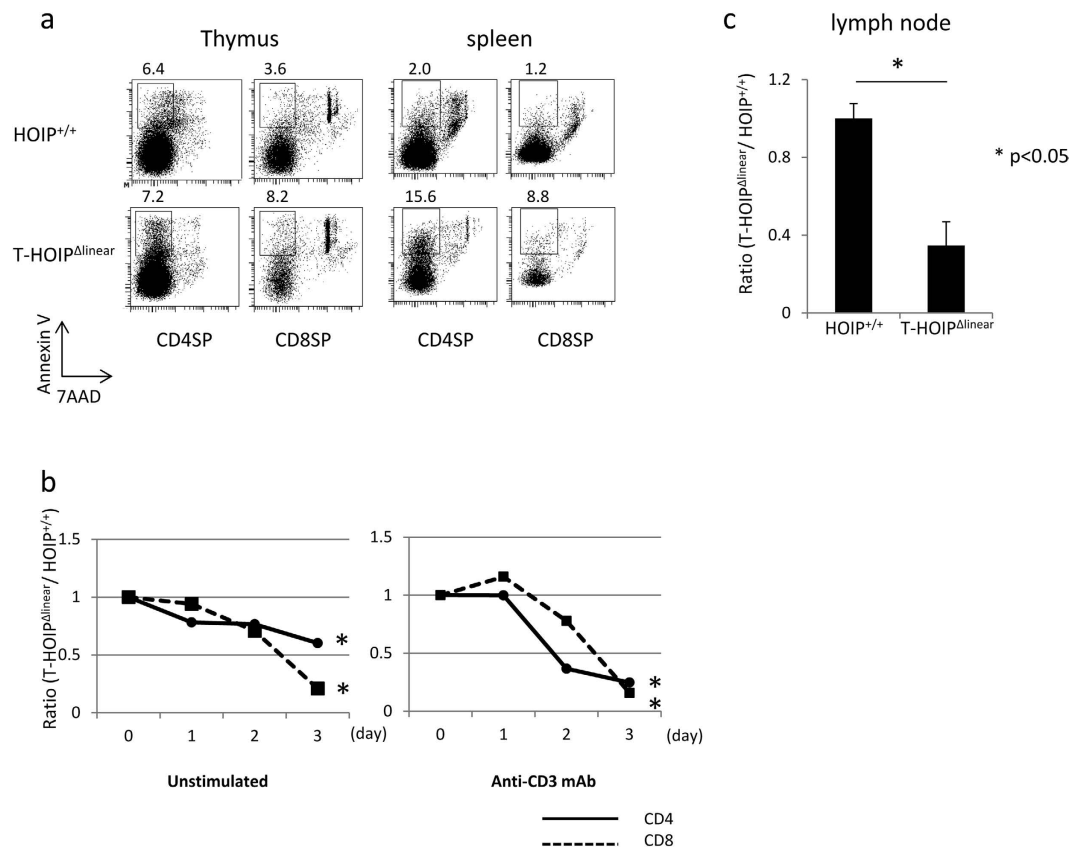 a
Thymus spleen
6.4 3.6 2.0 1.2
HOIP+/+
M
7.2 8.2 15.6 8.8
T-HOIPΔlinear
CD4SP CD8SP CD4SP CD8SP
Annexin V
7AAD
c
lymph node
Ratio (T-HOIPΔlinear/ HOIP+/+)
1.2
0.8
0.4
0
*
* p<0.05
HOIP+/+ T-HOIPΔlinear
b
Ratio (T-HOIPΔlinear/ HOIP+/+)
1.5
1
0.5
0
*
*
0 1 2 3 (day)
Unstimulated
1.5
1
0.5
0
*
*
0 1 2 3 (day)
Anti-CD3 mAb
CD4
CD8